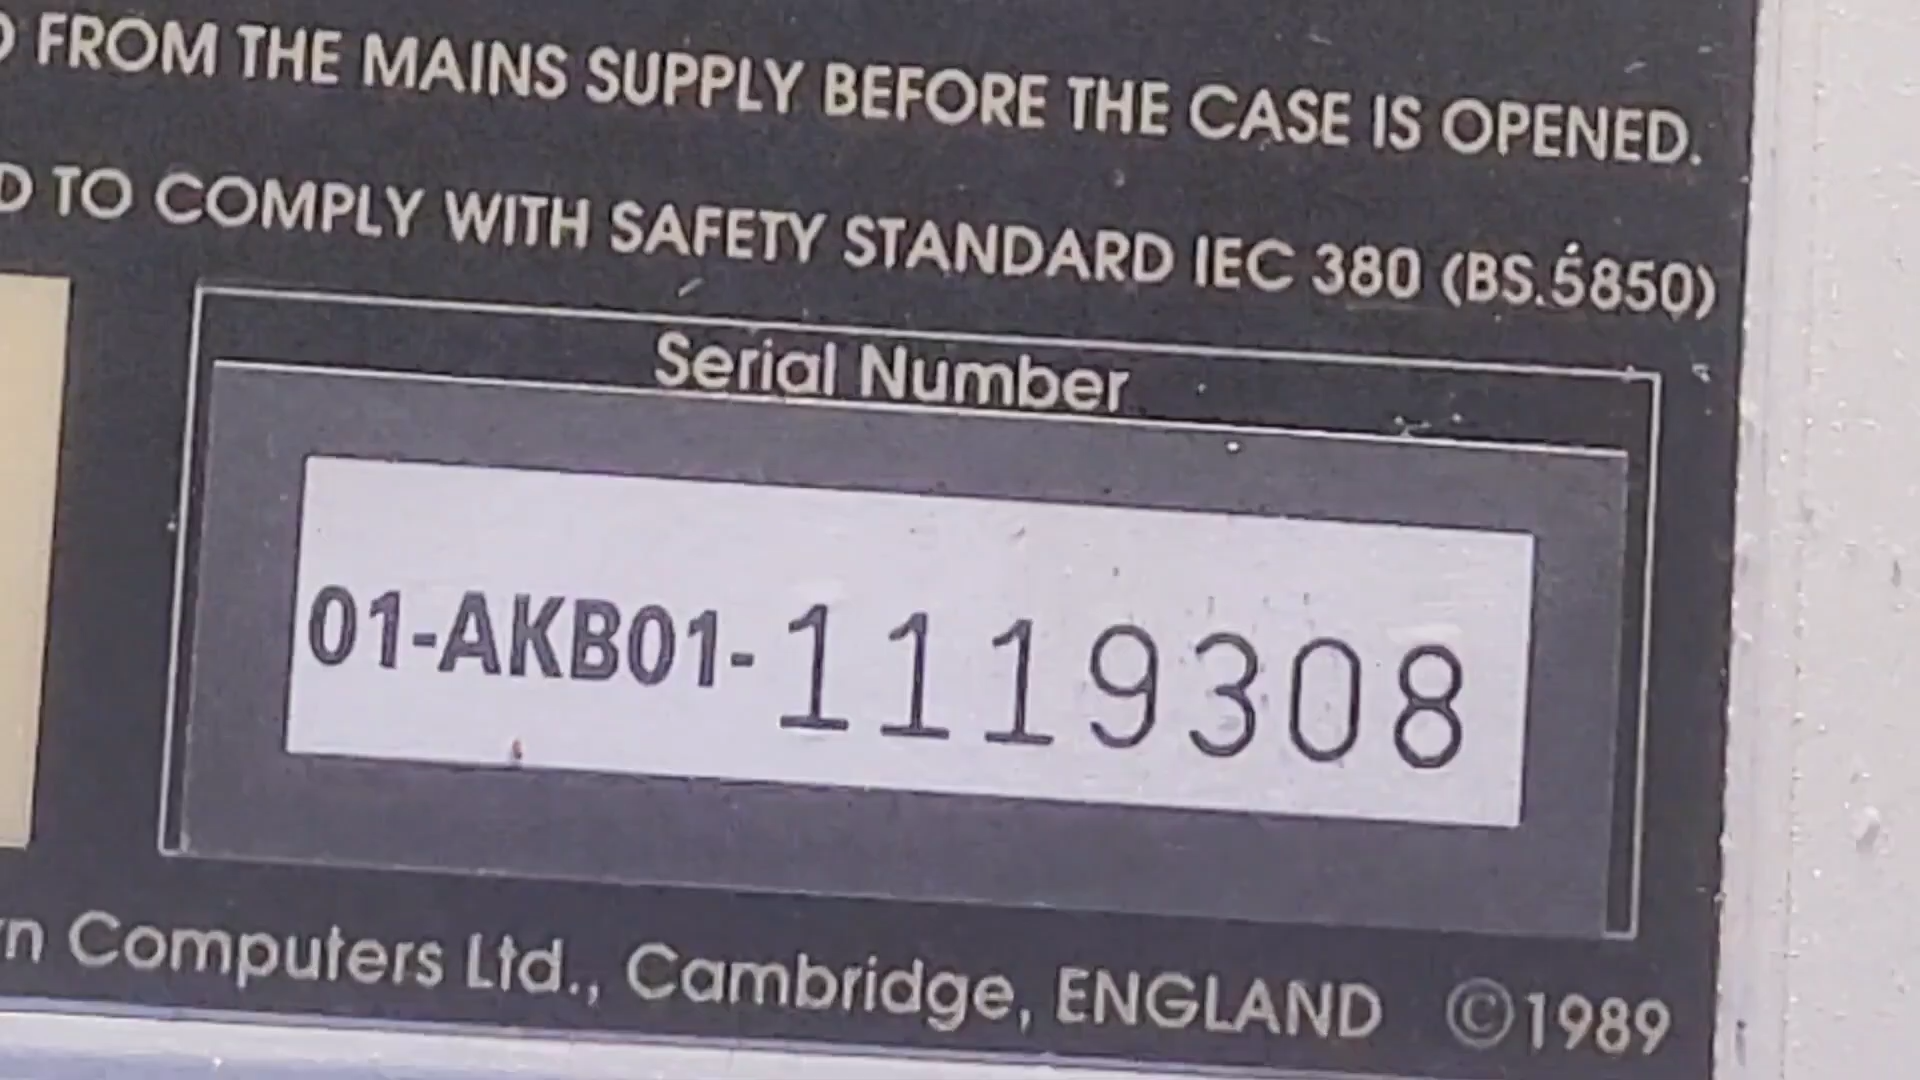 FROM THE MAINS SUPPLY BEFORE THE CASE IS OPENED.
TO COMPLY WITH SAFETY STANDARD IEC 380 (BS.5850)
Serial Number
01-AKB01-1119308
Computers Ltd., Cambridge, ENGLAND ©1989